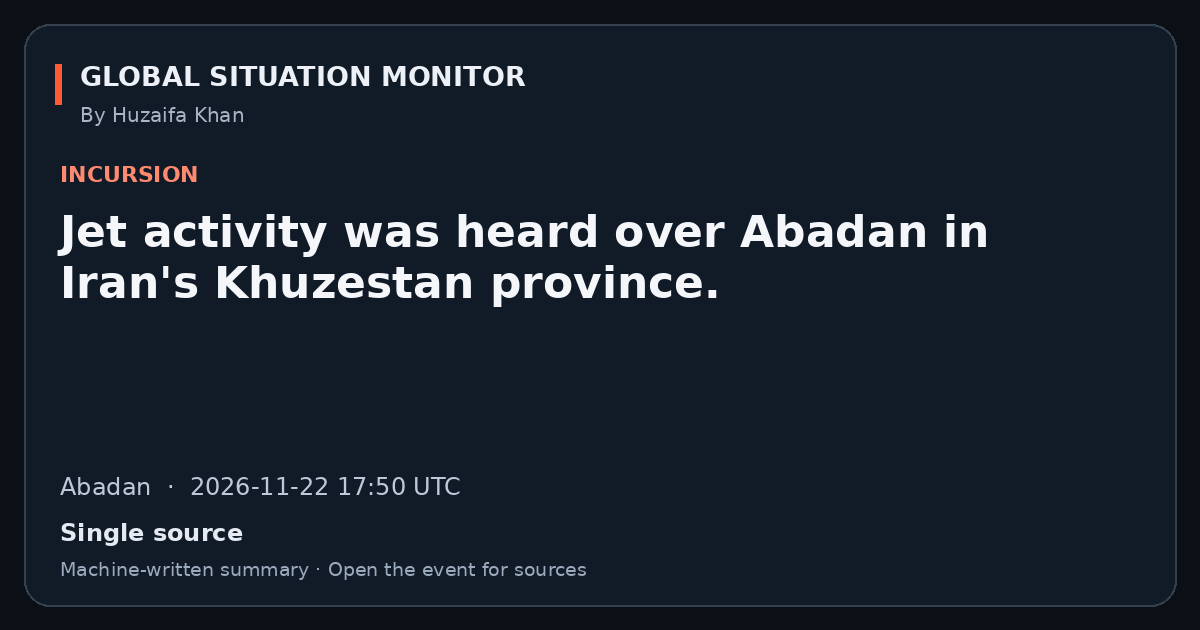 GLOBAL SITUATION MONITOR
By Huzaifa Khan
INCURSION
Jet activity was heard over Abadan in
Iran's Khuzestan province.
Abadan · 2026-11-22 17:50 UTC
Single source
Machine-written summary · Open the event for sources